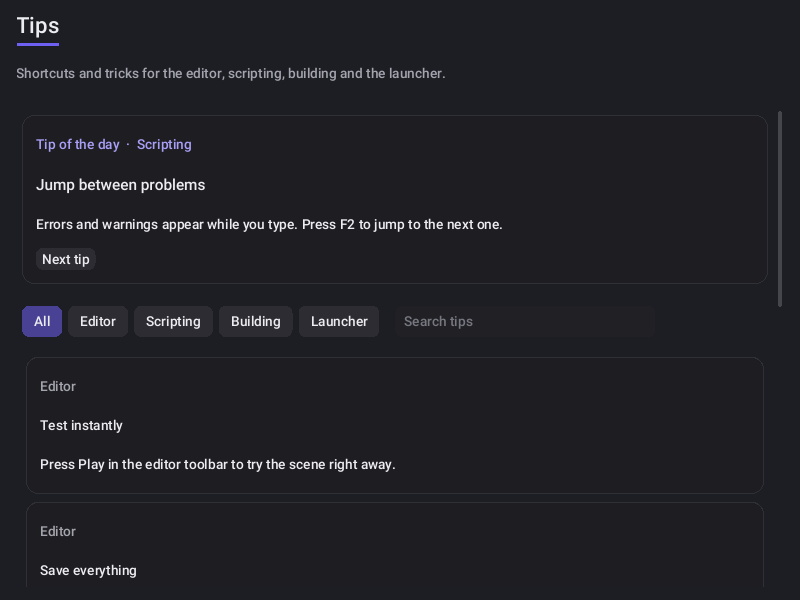 Tips
Shortcuts and tricks for the editor, scripting, building and the launcher.
Tip of the day · Scripting
Jump between problems
Errors and warnings appear while you type. Press F2 to jump to the next one.
Next tip
All Editor Scripting Building Launcher Search tips
Editor
Test instantly
Press Play in the editor toolbar to try the scene right away.
Editor
Save everything